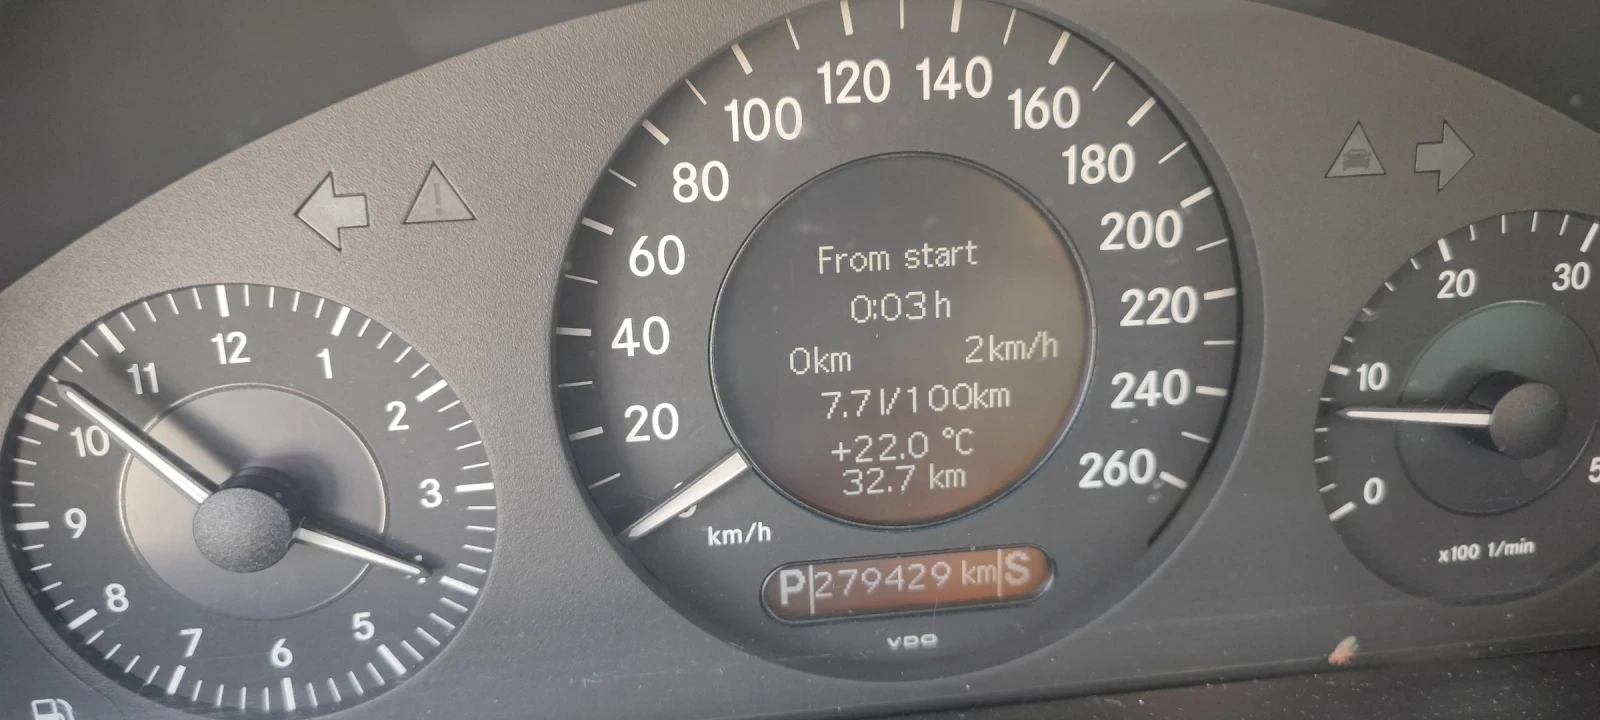 12
1
2
3
5
6
7
8
9
10
11
20
40
60
80
100
120
140
160
180
200
220
240
260
km/h
From start
0:03 h
0km 2km/h
7.7 l/100km
+22.0 °C
32.7 km
P 279429 km S
VDO
0
10
20
30
x100 1/min